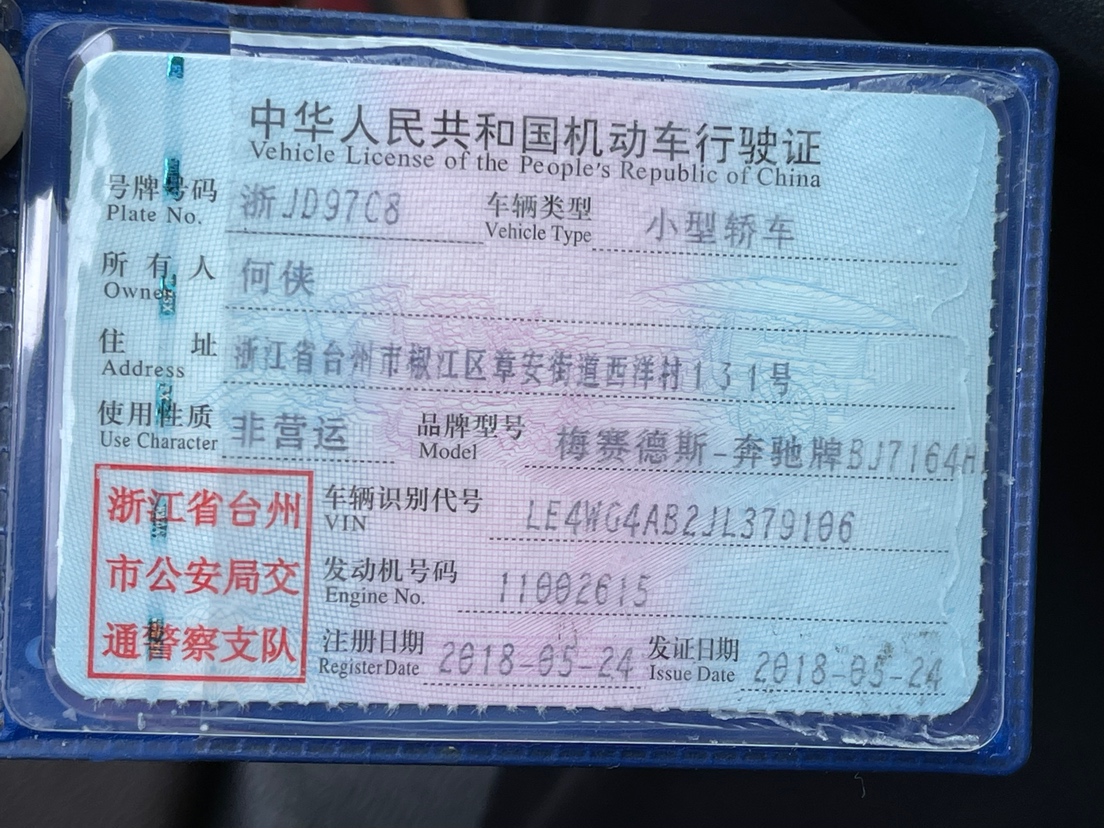 中华人民共和国机动车行驶证
Vehicle License of the People's Republic of China
号牌号码 浙JD97C8 车辆类型 小型轿车
Plate No. Vehicle Type
所有人 何侠
Owner
住址 浙江省台州市椒江区章安街道西洋村131号
Address
使用性质 非营运 品牌型号 梅赛德斯-奔驰牌BJ7164H
Use Character Model
浙江省台州
市公安局交
通警察支队
车辆识别代号 LE4WG4AB2JL379106
VIN
发动机号码 11002615
Engine No.
注册日期 2018-05-24 发证日期 2018-05-24
Register Date Issue Date